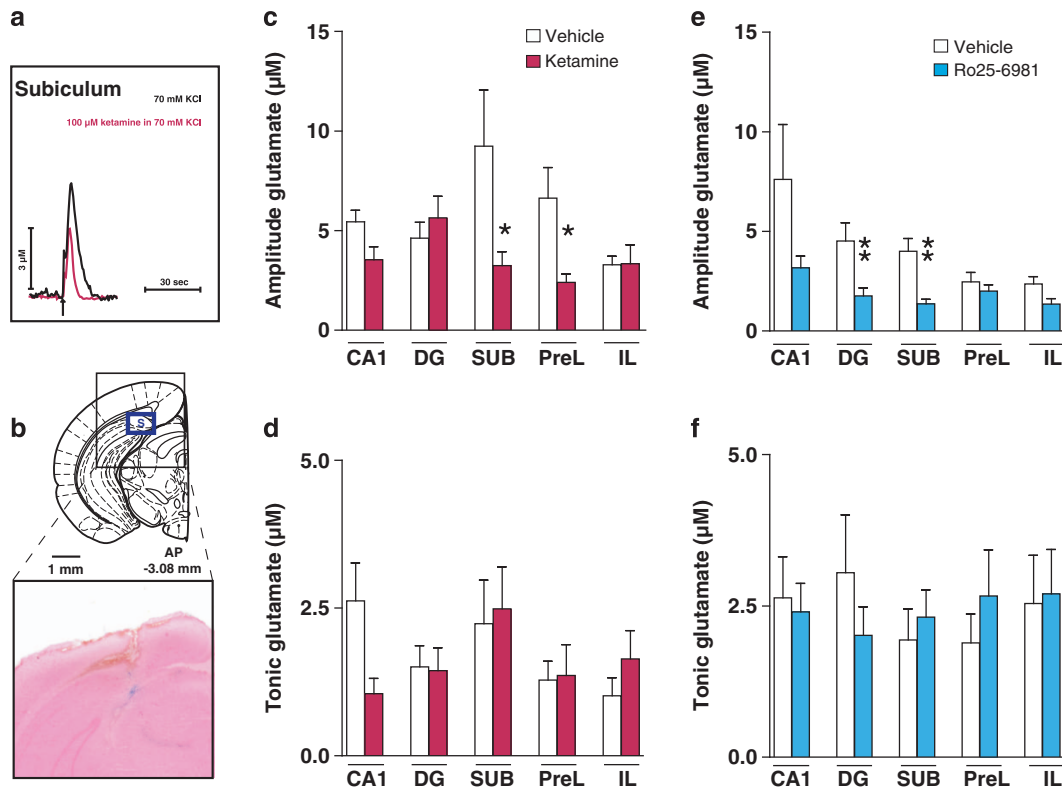 a
Subiculum
70 mM KCl
100 µM ketamine in 70 mM KCl
3 µM
30 sec
b
S
AP
-3.08 mm
1 mm
c
Amplitude glutamate (µM)
15
10
5
0
Vehicle
Ketamine
*
*
CA1 DG SUB PreL IL
d
Tonic glutamate (µM)
5.0
2.5
0.0
CA1 DG SUB PreL IL
e
Amplitude glutamate (µM)
15
10
5
0
Vehicle
Ro25-6981
**
**
CA1 DG SUB PreL IL
f
Tonic glutamate (µM)
5.0
2.5
0.0
CA1 DG SUB PreL IL